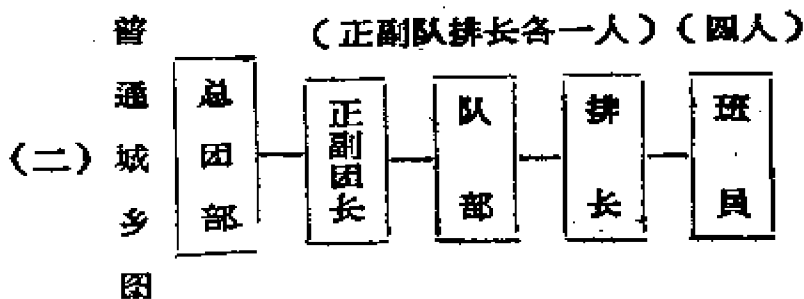 (二)普通城乡图
(正副队排长各一人)(四人)
总团部
正副团长
队部
排长
班员